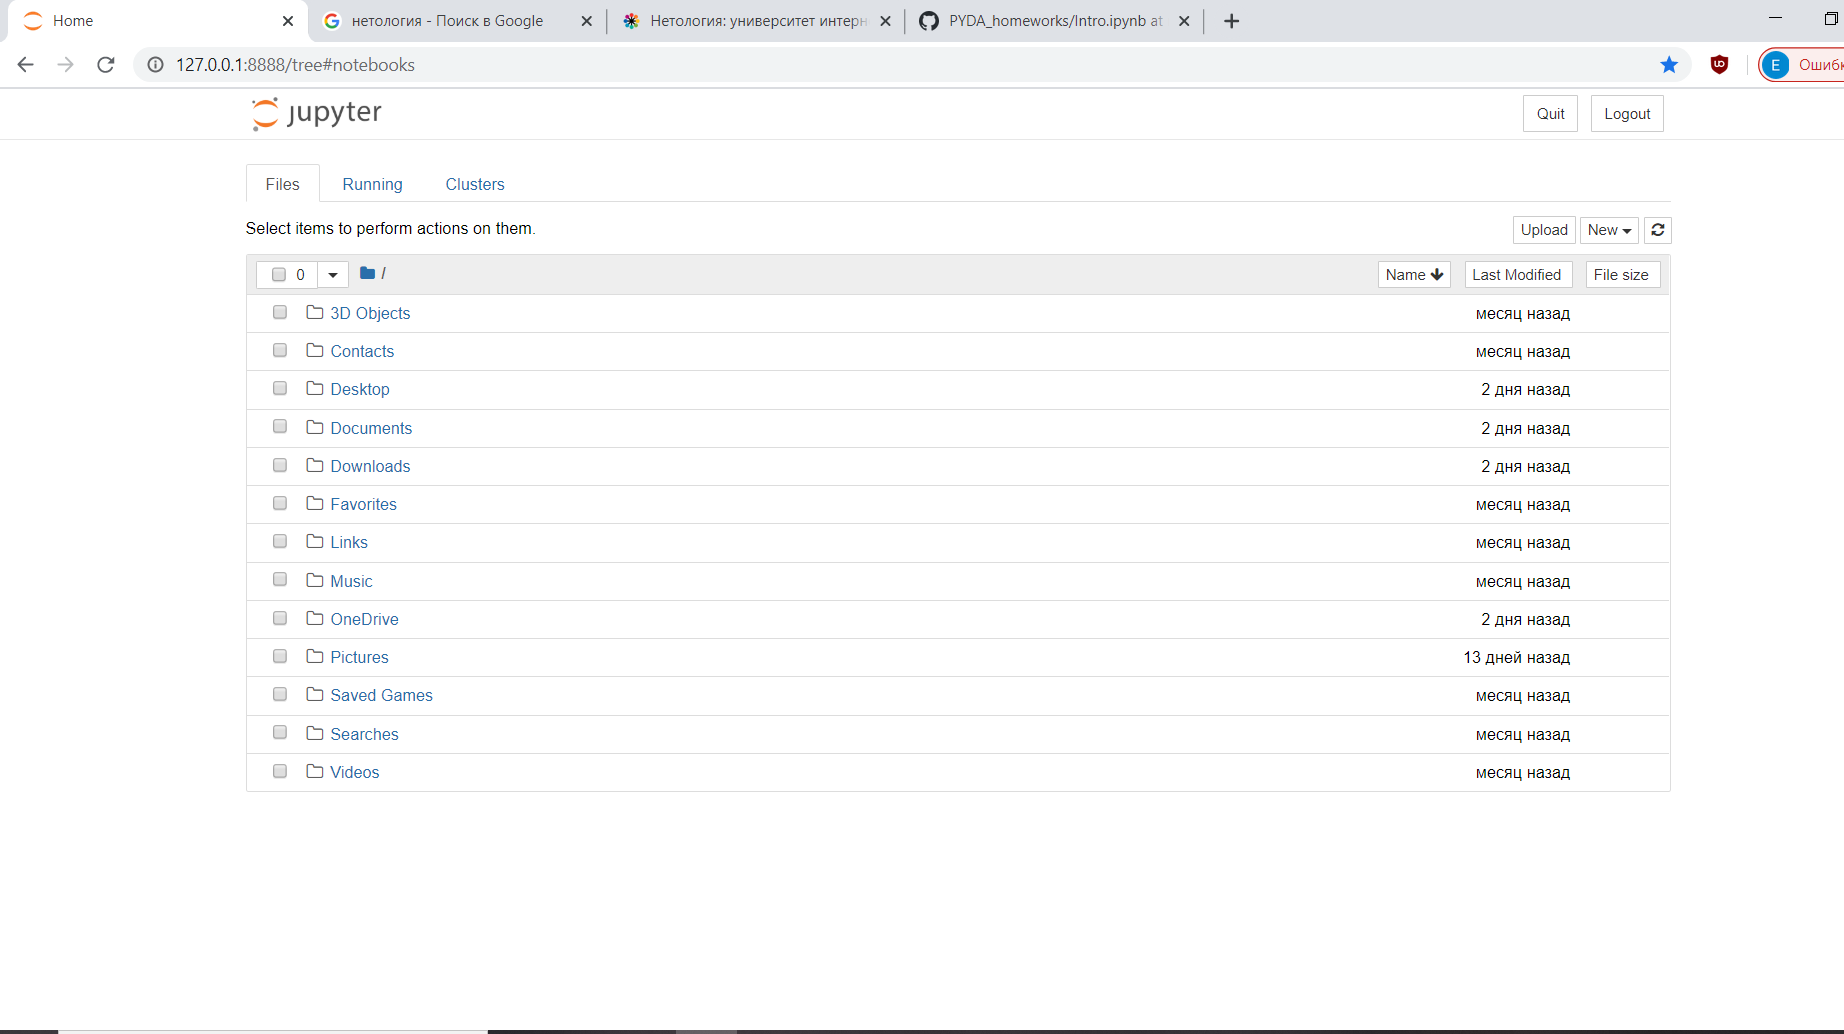 Home
нетология - Поиск в Google
Нетология: университет интерн
PYDA_homeworks/Intro.ipynb at
127.0.0.1:8888/tree#notebooks
E Ошибк
jupyter
Quit Logout
Files Running Clusters
Select items to perform actions on them.
Upload New
0 /
Name Last Modified File size
3D Objects месяц назад
Contacts месяц назад
Desktop 2 дня назад
Documents 2 дня назад
Downloads 2 дня назад
Favorites месяц назад
Links месяц назад
Music месяц назад
OneDrive 2 дня назад
Pictures 13 дней назад
Saved Games месяц назад
Searches месяц назад
Videos месяц назад